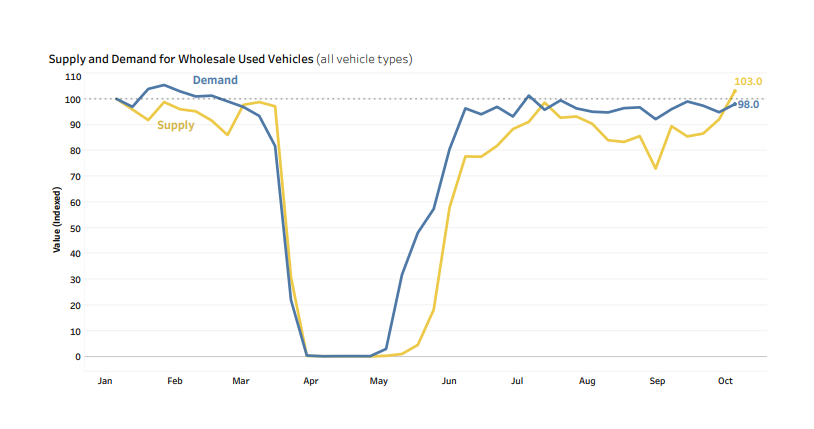 Supply and Demand for Wholesale Used Vehicles (all vehicle types)
Demand
Supply
103.0
98.0
Value (Indexed)
110
100
90
80
70
60
50
40
30
20
10
0
Jan Feb Mar Apr May Jun Jul Aug Sep Oct